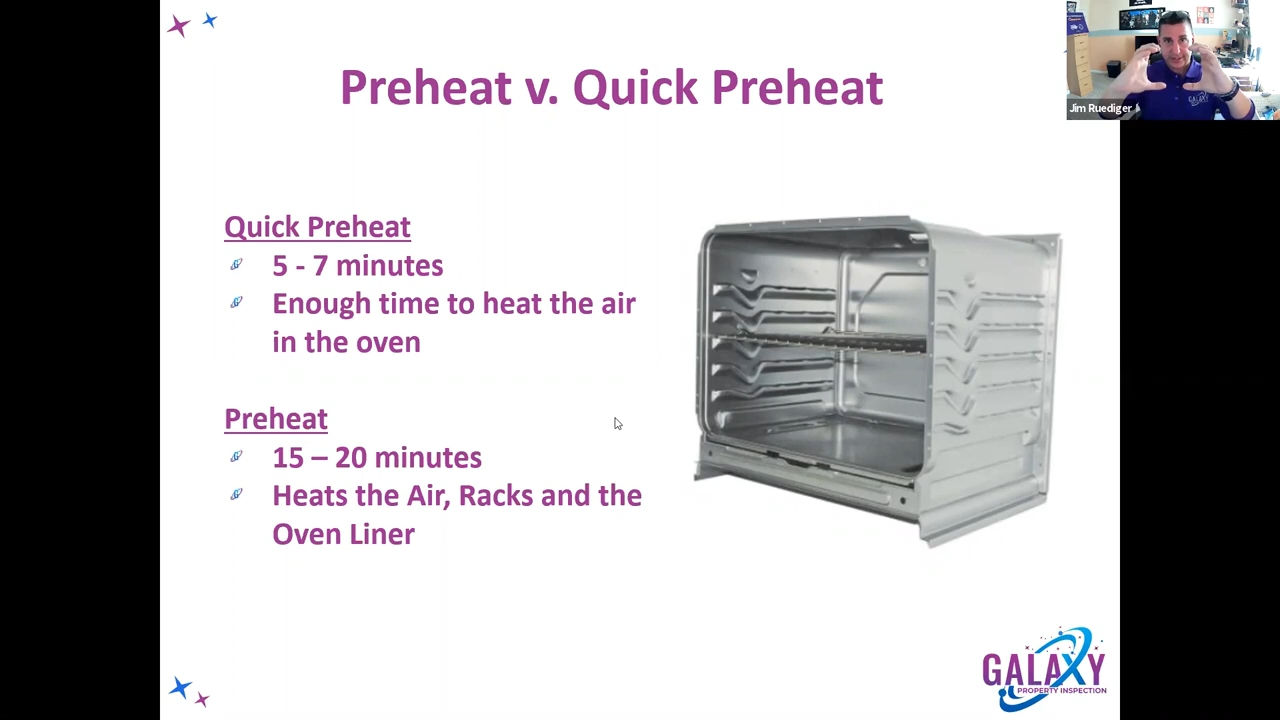 Preheat v. Quick Preheat
Jim Ruediger
GALAXY
Quick Preheat
5 - 7 minutes
Enough time to heat the air
in the oven
Preheat
15 – 20 minutes
Heats the Air, Racks and the
Oven Liner
GALAXY
PROPERTY INSPECTION